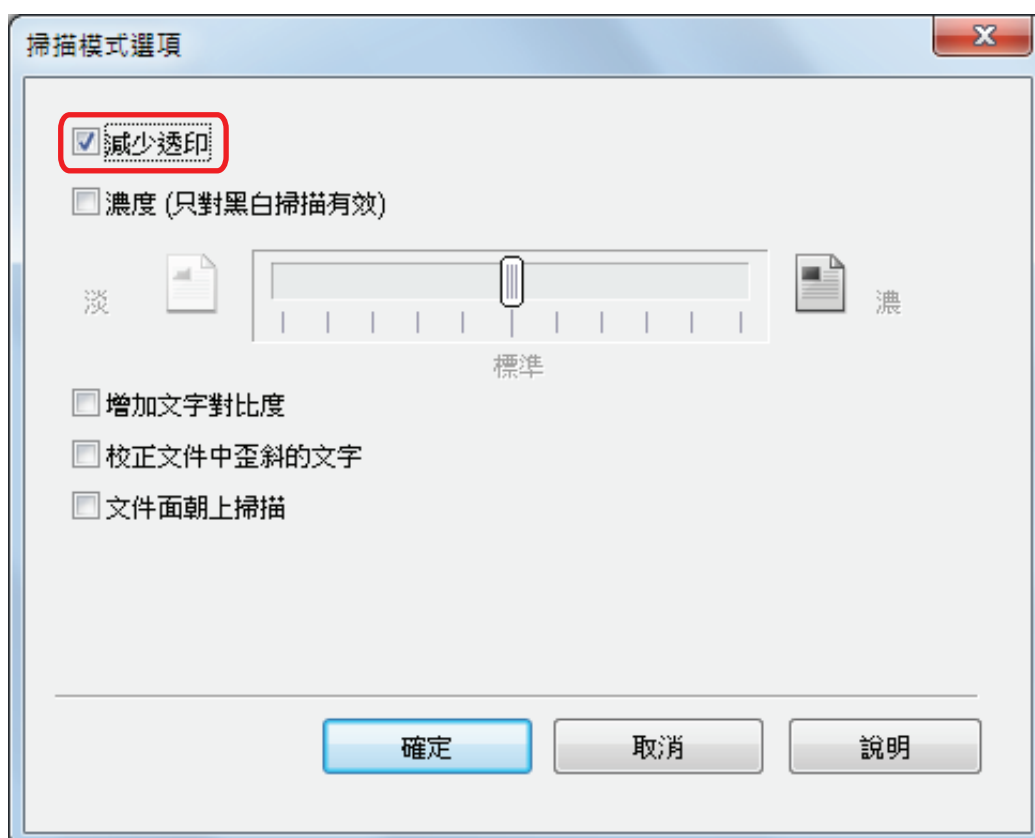 掃描模式選項
減少透印
濃度 (只對黑白掃描有效)
淡
濃
標準
增加文字對比度
校正文件中歪斜的文字
文件面朝上掃描
確定
取消
說明